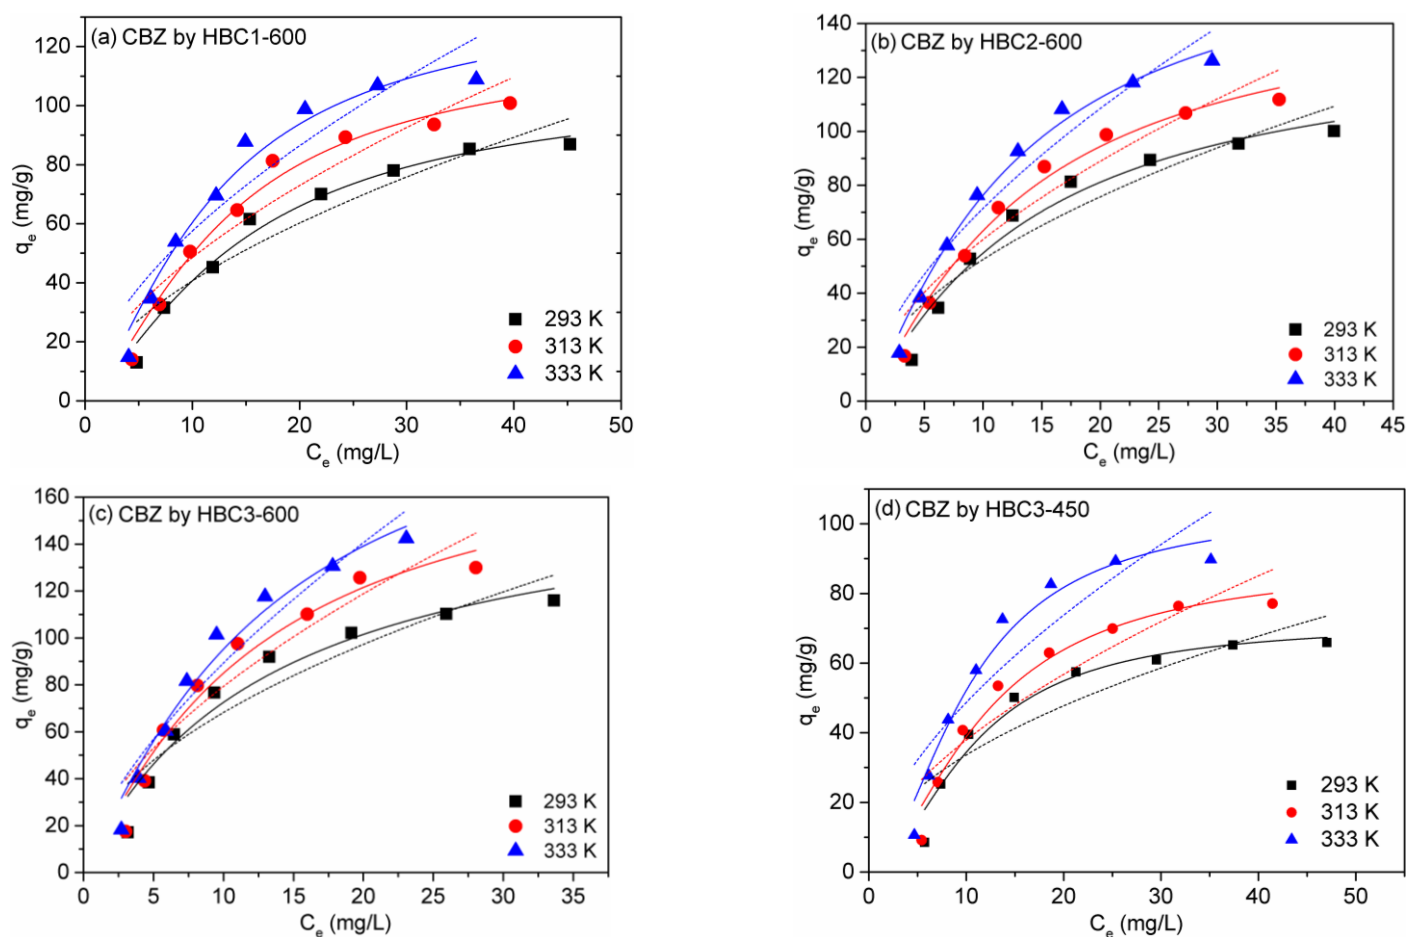 (a) CBZ by HBC1-600
120
100
80
60
40
20
0
qe (mg/g)
293 K
313 K
333 K
0 10 20 30 40 50
Ce (mg/L)
(b) CBZ by HBC2-600
140
120
100
80
60
40
20
0
qe (mg/g)
293 K
313 K
333 K
0 5 10 15 20 25 30 35 40 45
Ce (mg/L)
(c) CBZ by HBC3-600
160
140
120
100
80
60
40
20
0
qe (mg/g)
293 K
313 K
333 K
0 5 10 15 20 25 30 35
Ce (mg/L)
(d) CBZ by HBC3-450
100
80
60
40
20
0
qe (mg/g)
293 K
313 K
333 K
0 10 20 30 40 50
Ce (mg/L)